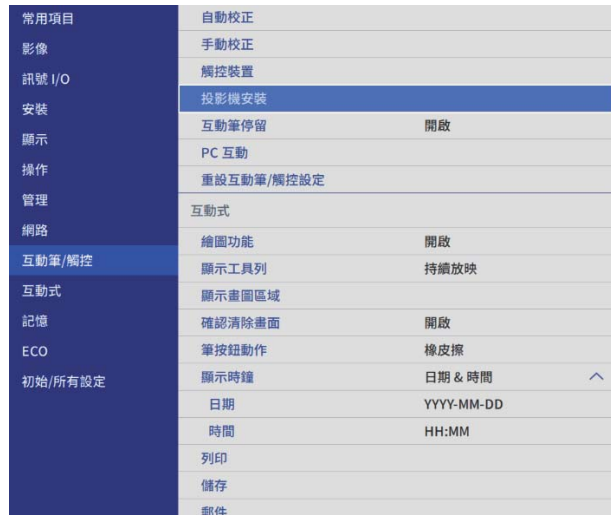 常用項目
影像
訊號 I/O
安裝
顯示
操作
管理
網路
互動筆/觸控
互動式
記憶
ECO
初始/所有設定
自動校正
手動校正
觸控裝置
投影機安裝
互動筆停留 開啟
PC 互動
重設互動筆/觸控設定
互動式
繪圖功能 開啟
顯示工具列 持續放映
顯示畫圖區域
確認清除畫面 開啟
筆按鈕動作 橡皮擦
顯示時鐘 日期 & 時間
日期 YYYY-MM-DD
時間 HH:MM
列印
儲存
郵件